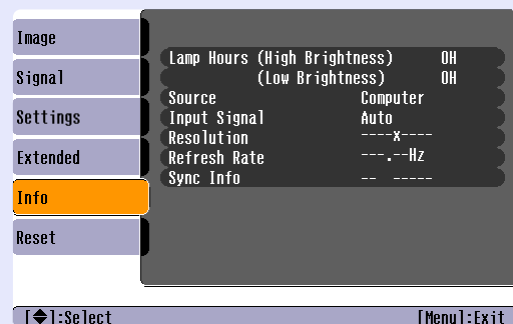 Image
Signal
Settings
Extended
Info
Reset
Lamp Hours (High Brightness) 0H
(Low Brightness) 0H
Source Computer
Input Signal Auto
Resolution ----x----
Refresh Rate ---.--Hz
Sync Info -- -----
[◆]:Select [Menu]:Exit